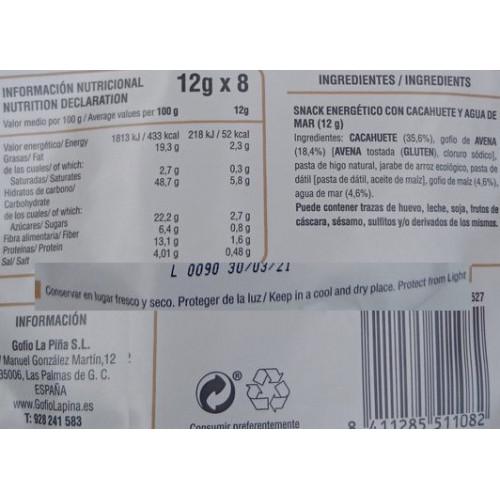 INFORMACIÓN NUTRICIONAL
NUTRITION DECLARATION
12g x 8
Valor medio por 100 g / Average values per 100 g
12g
Valor energético/ Energy 1813 kJ / 433 kcal 218 kJ / 52 kcal
Grasas/ Fat 19,3 g 2,3 g
de las cuales/ of which:
Saturadas/ Saturates 2,7 g 0,3 g
Hidratos de carbono/ 48,7 g 5,8 g
Carbohydrate
de los cuales/ of which:
Azúcares/ Sugars 22,2 g 2,7 g
Fibra alimentaria/ Fiber 6,4 g 0,8 g
Proteínas/ Protein 13,1 g 1,6 g
Sal/ Salt 4,01 g 0,48 g
INGREDIENTES / INGREDIENTS
SNACK ENERGÉTICO CON CACAHUETE Y AGUA DE
MAR (12 g)
Ingredientes: CACAHUETE (35,6%), gofio de AVENA
(18,4%) [AVENA tostada (GLUTEN), cloruro sódico],
pasta de higo natural, jarabe de arroz ecológico, pasta de
dátil [pasta de dátil, aceite de maíz], gofio de maíz (4,6%),
agua de mar (4,6%).
Puede contener trazas de huevo, leche, soja, frutos de
cáscara, sésamo, sulfitos y/o derivados de los mismos.
L 0090 30/03/21
Conservar en lugar fresco y seco. Proteger de la luz / Keep in a cool and dry place. Protect from Light
INFORMACIÓN
Gofio La Piña S.L.
Manuel González Martín,12
35006, Las Palmas de G. C.
ESPAÑA
www.GofioLapina.es
T: 928 241 583
Consumir preferentemente
527
8 411285 511082